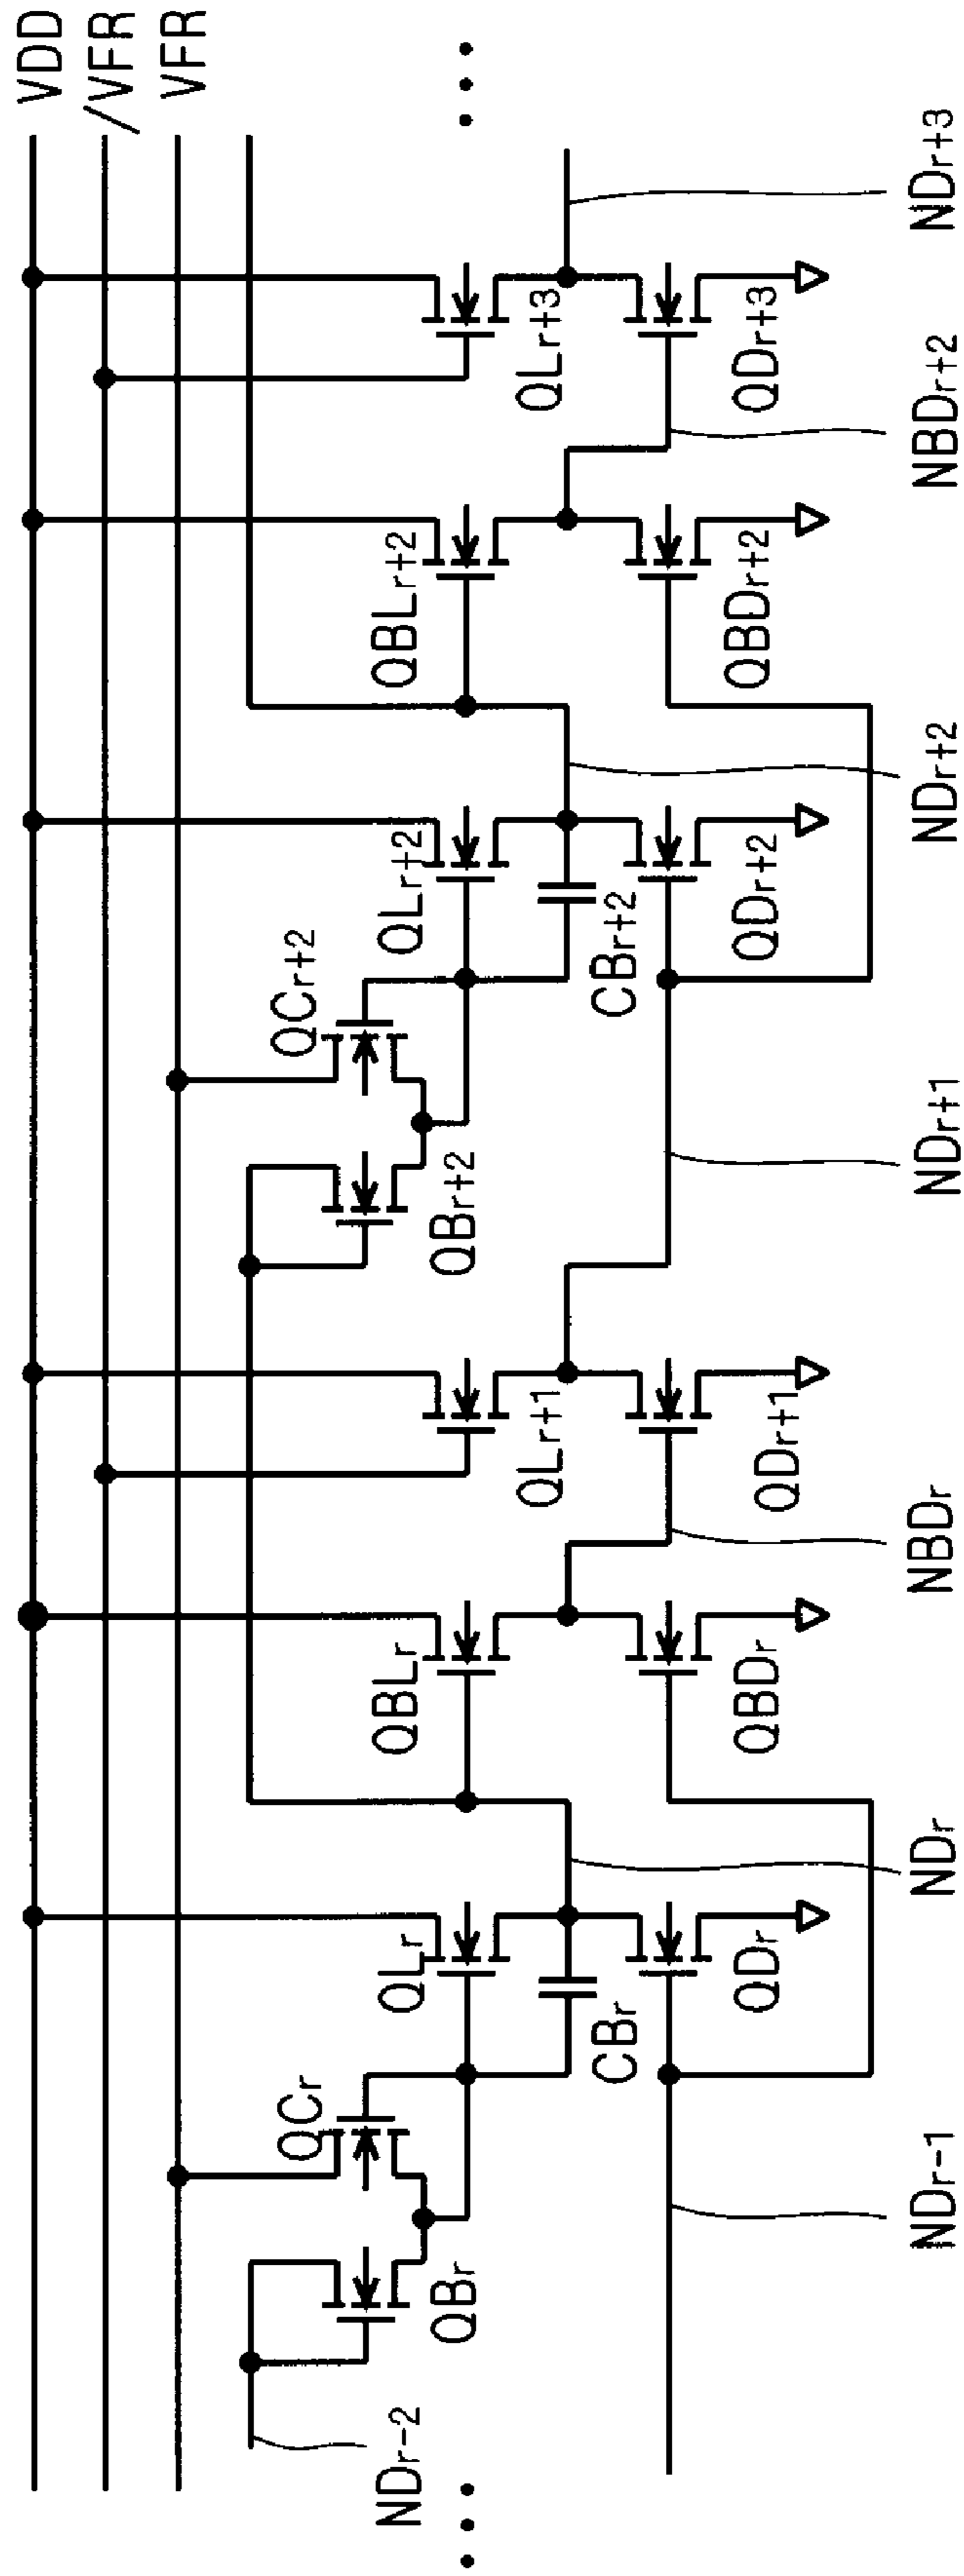 VDD
/VFR
VFR
NDr-2
QBr
QCr
QLr
CBr
QDr
NDr-1
NDr
QBLr
QBDr
NBDr
QLr+1
QDr+1
NDr+1
QBr+2
QCr+2
QLr+2
CBr+2
QDr+2
NDr+2
QBLr+2
QBDr+2
NBDr+2
QLr+3
QDr+3
NDr+3